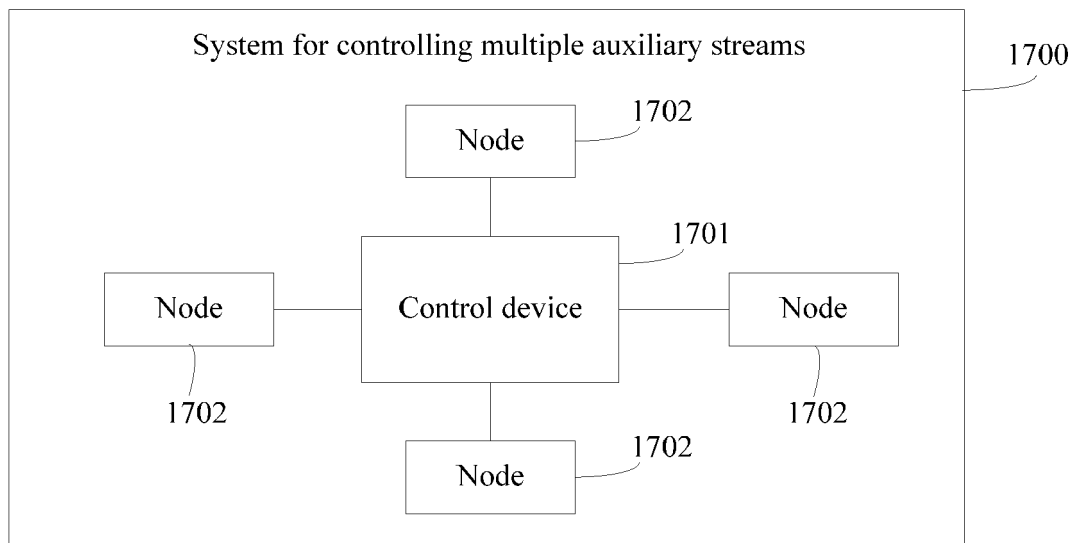 System for controlling multiple auxiliary streams
1700
1702
Node
1701
Node
Control device
Node
1702
1702
1702
Node